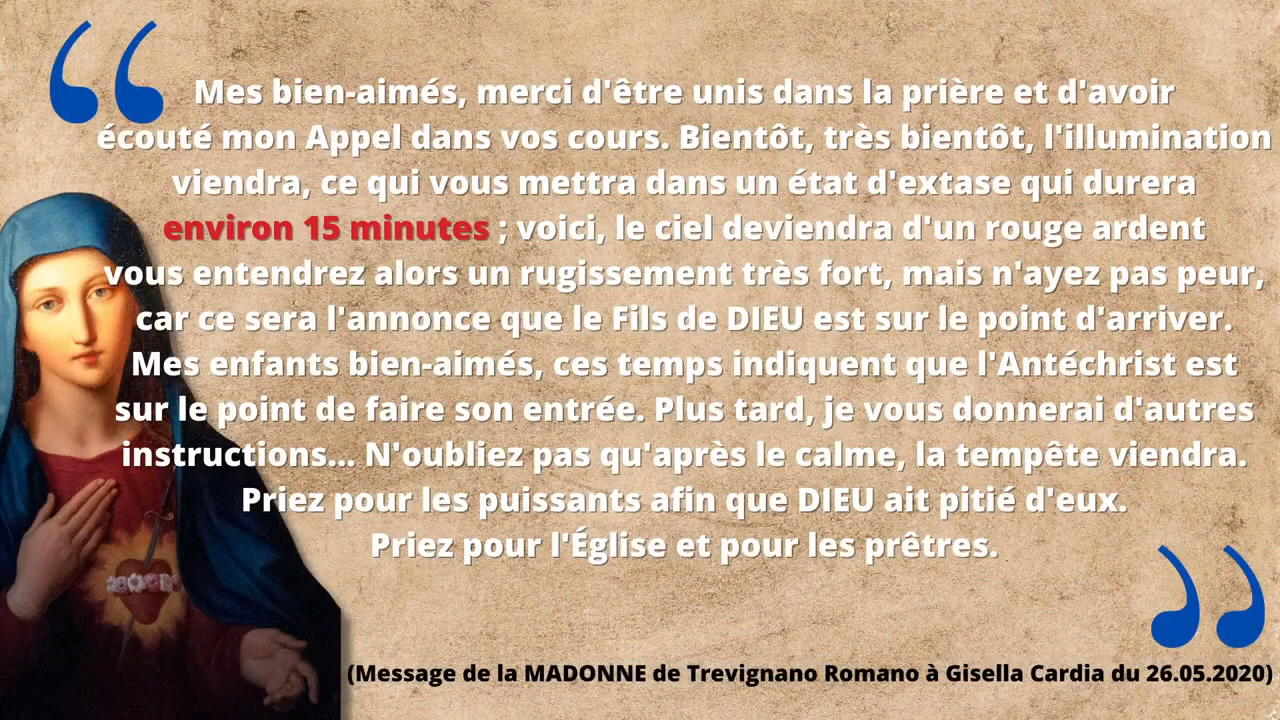 Mes bien-aimés, merci d'être unis dans la prière et d'avoir
écouté mon Appel dans vos cours. Bientôt, très bientôt, l'illumination
viendra, ce qui vous mettra dans un état d'extase qui durera
environ 15 minutes ; voici, le ciel deviendra d'un rouge ardent
vous entendrez alors un rugissement très fort, mais n'ayez pas peur,
car ce sera l'annonce que le Fils de DIEU est sur le point d'arriver.
Mes enfants bien-aimés, ces temps indiquent que l'Antéchrist est
sur le point de faire son entrée. Plus tard, je vous donnerai d'autres
instructions... N'oubliez pas qu'après le calme, la tempête viendra.
Priez pour les puissants afin que DIEU ait pitié d'eux.
Priez pour l'Église et pour les prêtres.
(Message de la MADONNE de Trevignano Romano à Gisella Cardia du 26.05.2020)